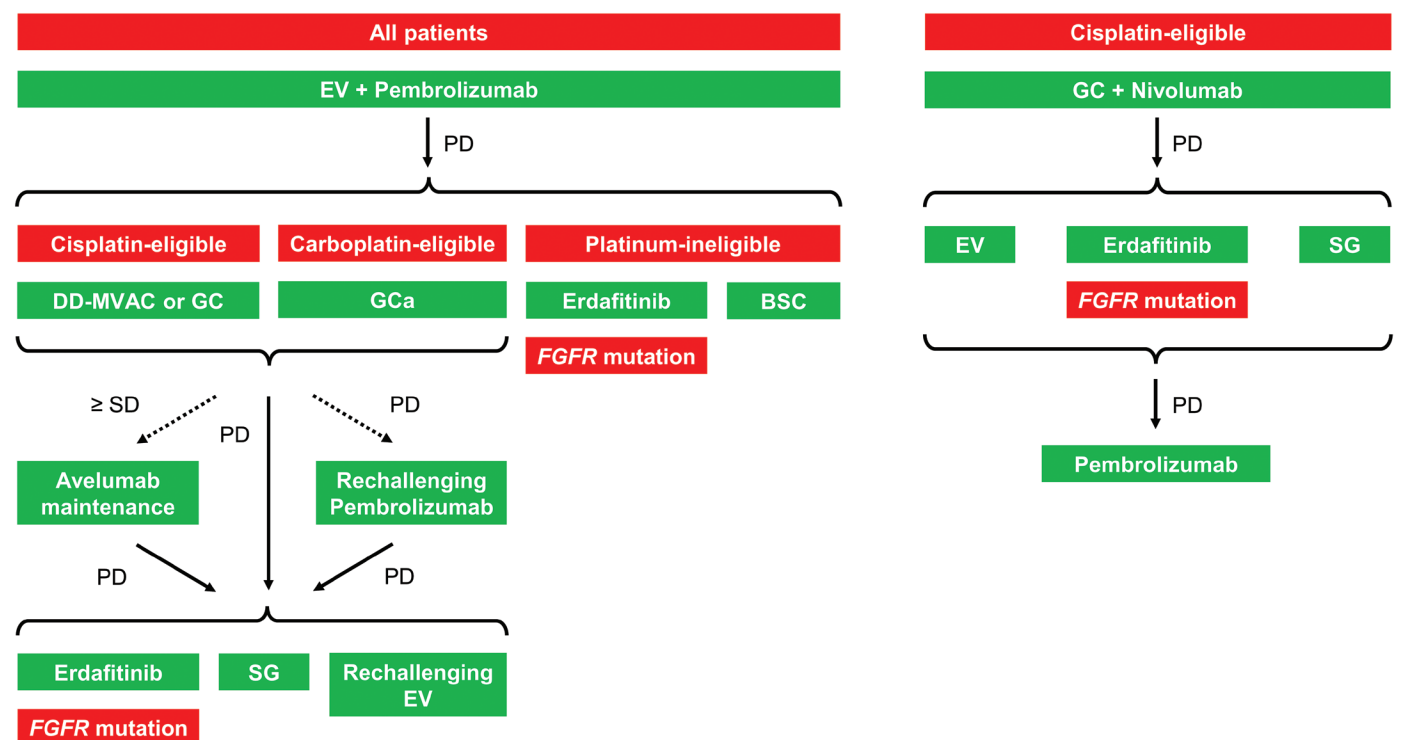 All patients
EV + Pembrolizumab
PD
Cisplatin-eligible
Carboplatin-eligible
Platinum-ineligible
DD-MVAC or GC
GCa
Erdafitinib
BSC
FGFR mutation
≥ SD
PD
PD
Avelumab
maintenance
Rechallenging
Pembrolizumab
PD
PD
Erdafitinib
SG
Rechallenging
EV
FGFR mutation
Cisplatin-eligible
GC + Nivolumab
PD
EV
Erdafitinib
SG
FGFR mutation
PD
Pembrolizumab